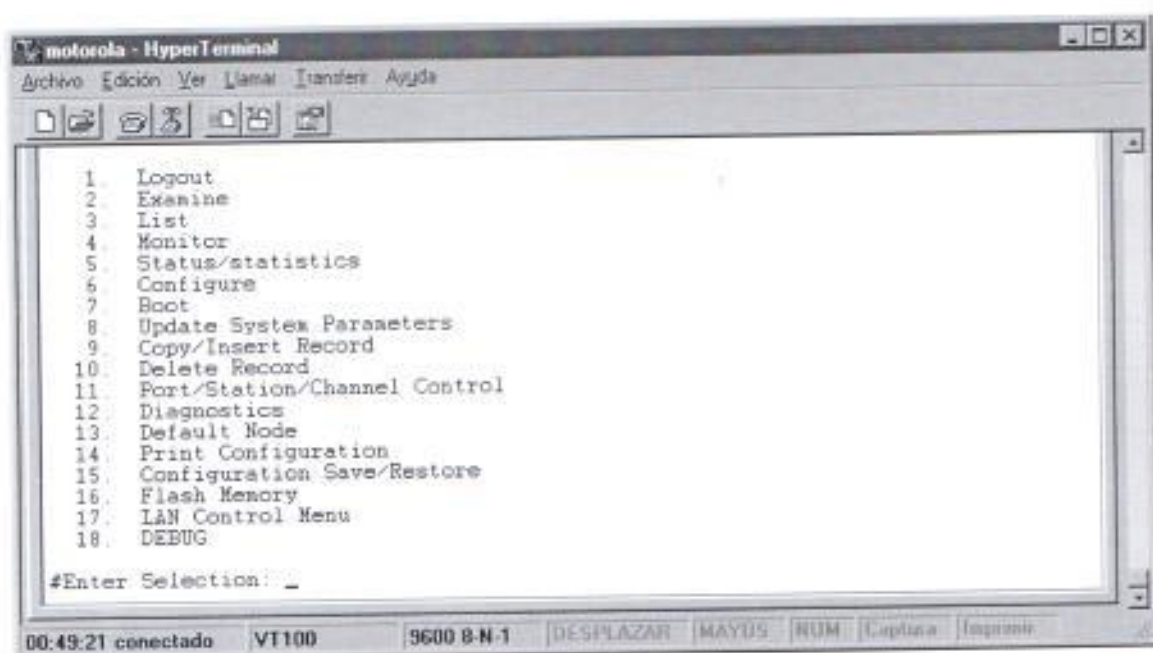 motorola - HyperTerminal
Archivo Edición Ver Llamar Transferir Ayuda
1. Logout
2. Examine
3. List
4. Monitor
5. Status/statistics
6. Configure
7. Boot
8. Update System Parameters
9. Copy/Insert Record
10. Delete Record
11. Port/Station/Channel Control
12. Diagnostics
13. Default Node
14. Print Configuration
15. Configuration Save/Restore
16. Flash Memory
17. LAN Control Menu
18. DEBUG
#Enter Selection: _
00:49:21 conectado VT100 9600 8-N-1 DESPLAZAR MAYÚS NUM Captura Imprimir